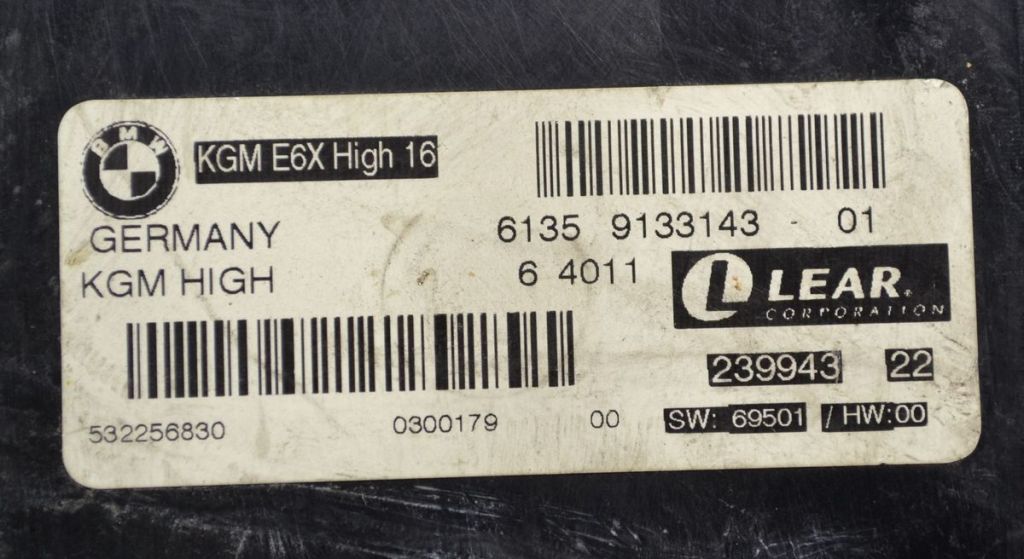 BMW
KGM E6X High 16
GERMANY
KGM HIGH
6135 9133143 - 01
6 4011
L LEAR.
CORPORATION
239943 22
532256830 0300179 00
SW: 69501 / HW:00